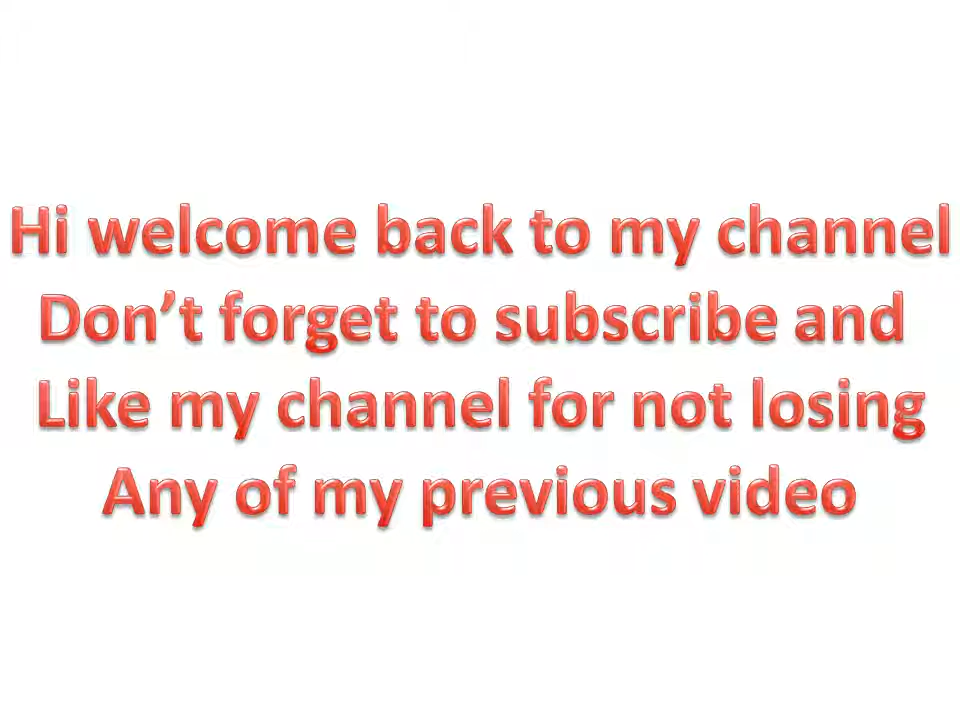 Hi welcome back to my channel
Don’t forget to subscribe and
Like my channel for not losing
Any of my previous video